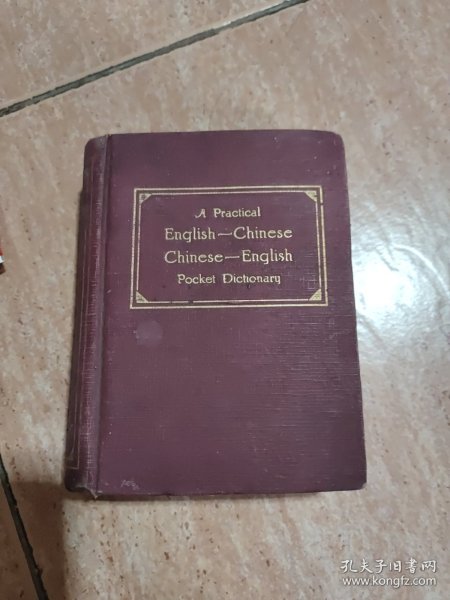 A Practical
English—Chinese
Chinese—English
Pocket Dictionary
孔夫子旧书网
www.kongfz.com